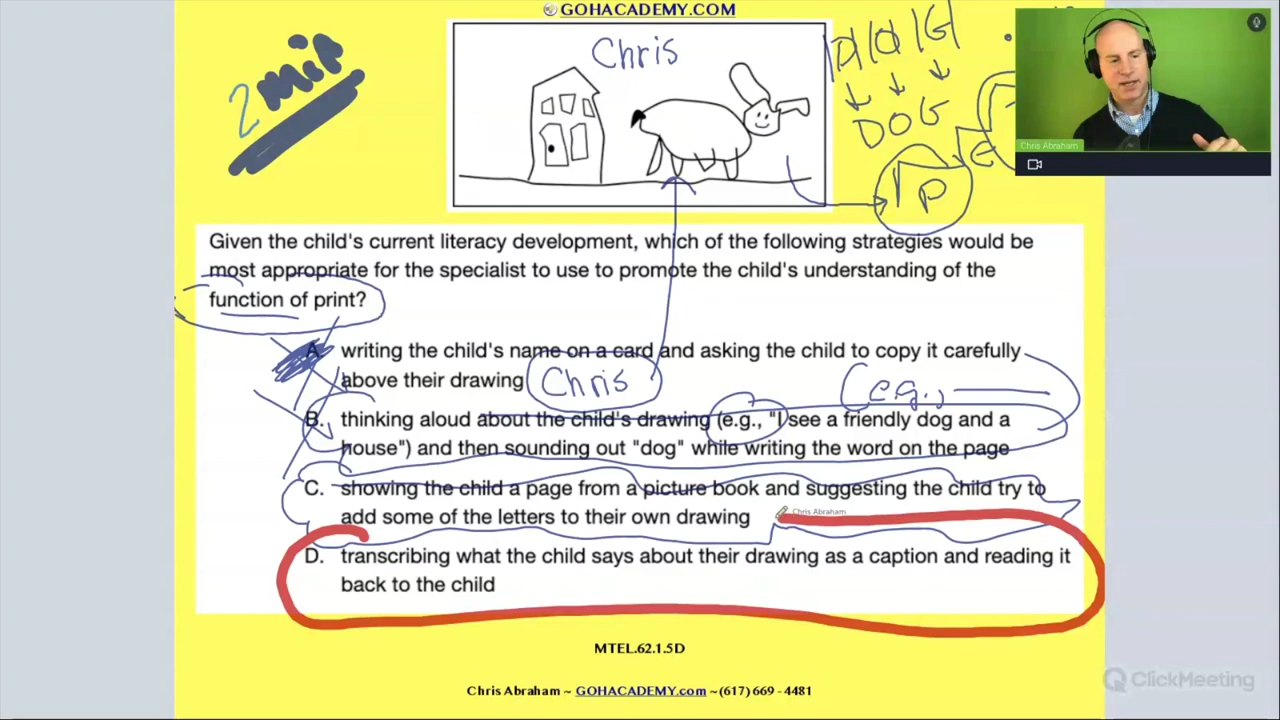 GOHACADEMY.COM
2 min
Chris
D O G
Chris Abraham
P
Given the child's current literacy development, which of the following strategies would be
most appropriate for the specialist to use to promote the child's understanding of the
function of print?
A. writing the child's name on a card and asking the child to copy it carefully
above their drawing
Chris
(e.g.,
B. thinking aloud about the child's drawing (e.g., "I see a friendly dog and a
house") and then sounding out "dog" while writing the word on the page
C. showing the child a page from a picture book and suggesting the child try to
add some of the letters to their own drawing
Chris Abraham
D. transcribing what the child says about their drawing as a caption and reading it
back to the child
MTEL.62.1.5D
Chris Abraham ~ GOHACADEMY.com ~(617) 669 - 4481
ClickMeeting